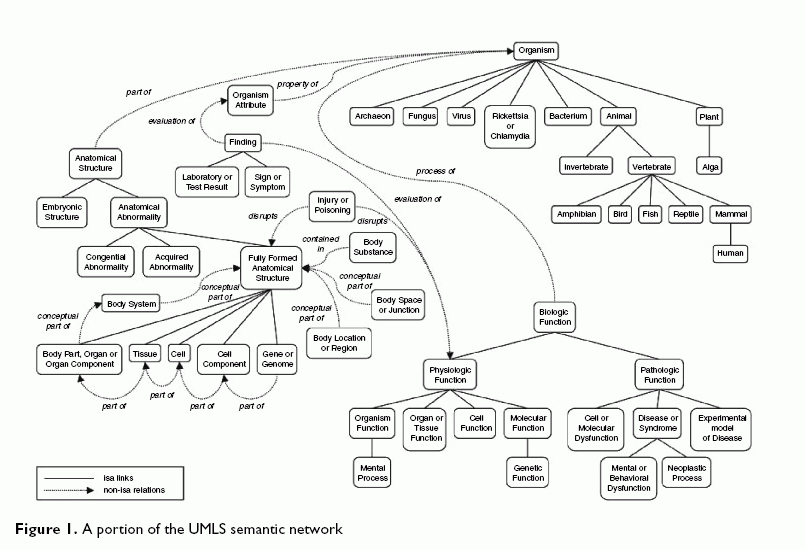 Organism
part of
property of
Organism
Attribute
evaluation of
Archaeon
Fungus
Virus
Rickettsia
or
Chlamydia
Bacterium
Animal
Plant
Finding
Anatomical
Structure
Laboratory or
Test Result
Sign or
Symptom
process of
evaluation of
Invertebrate
Vertebrate
Alga
Embryonic
Structure
Anatomical
Abnormality
Injury or
Poisoning
disrupts
disrupts
Amphibian
Bird
Fish
Reptile
Mammal
Human
Congential
Abnormality
Acquired
Abnormality
Fully Formed
Anatomical
Structure
contained
in
Body
Substance
conceptual
part of
conceptual
part of
Body Space
or Junction
Body System
conceptual
part of
conceptual
part of
Body Location
or Region
Biologic
Function
Body Part, Organ or
Organ Component
Tissue
Cell
Cell
Component
Gene or
Genome
part of
part of
part of
part of
Physiologic
Function
Pathologic
Function
Organism
Function
Organ or
Tissue
Function
Cell
Function
Molecular
Function
Cell or
Molecular
Dysfunction
Disease or
Syndrome
Experimental
model
of Disease
Mental
Process
Genetic
Function
Mental or
Behavioral
Dysfunction
Neoplastic
Process
isa links
non-isa relations
Figure 1. A portion of the UMLS semantic network